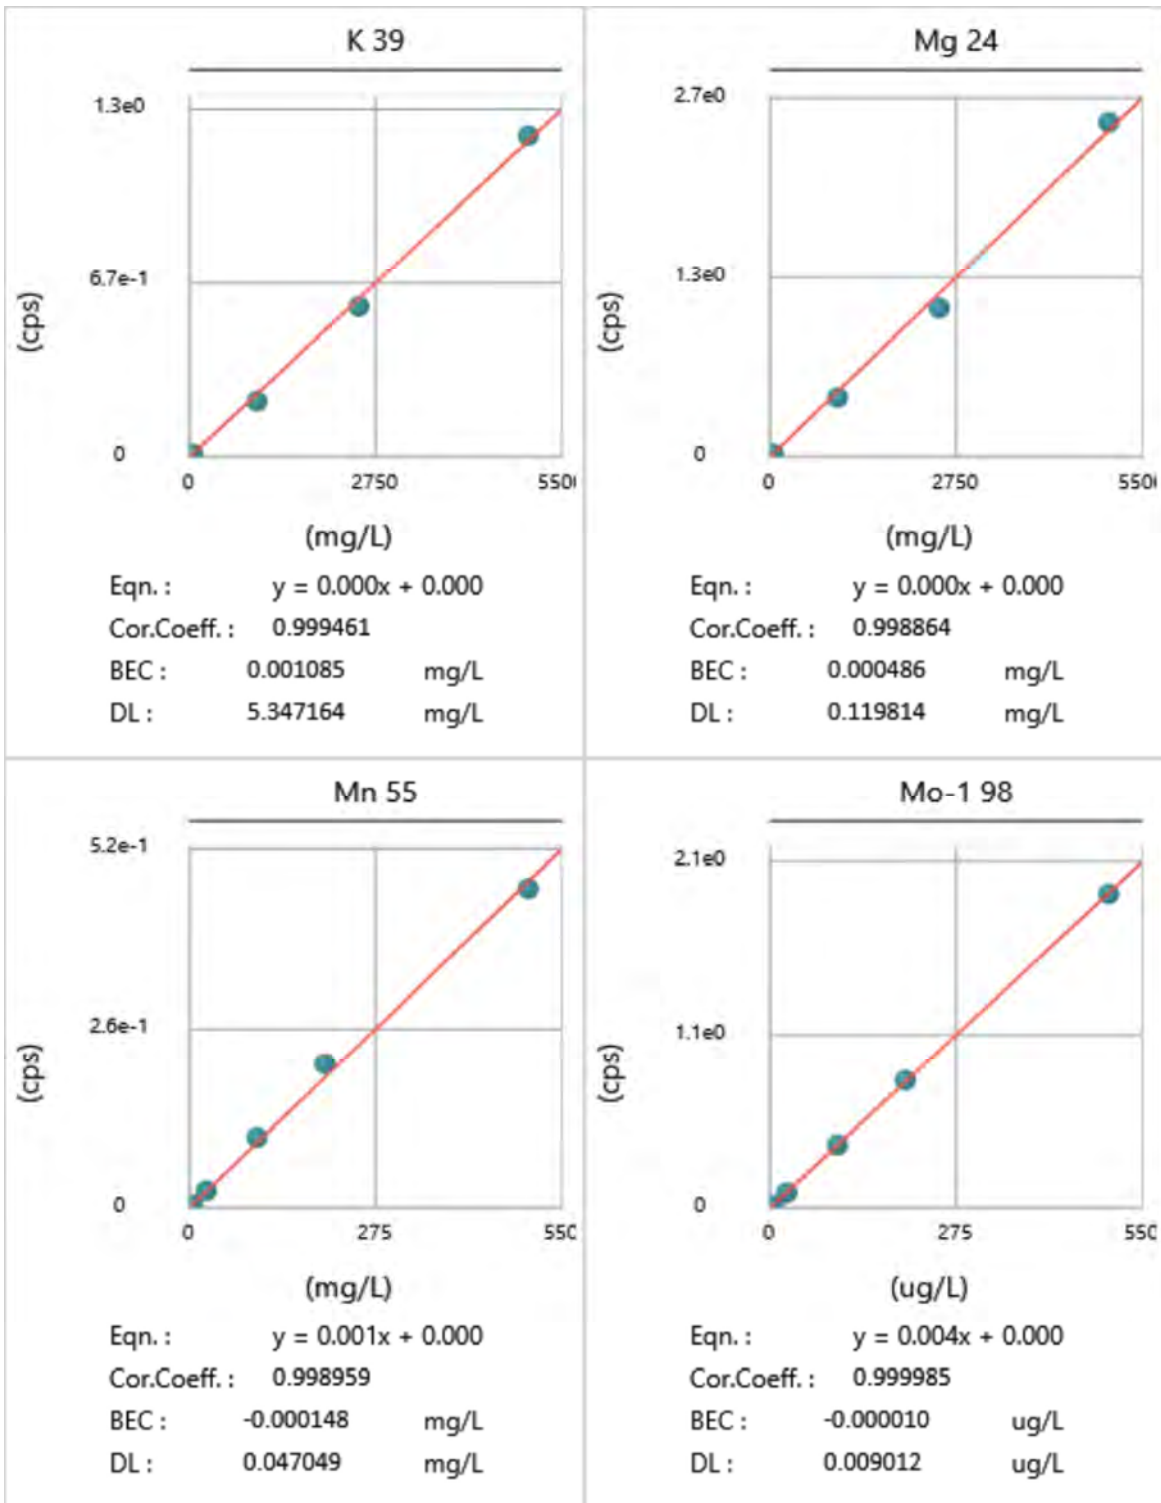 K 39
1.3e0
6.7e-1
0
(cps)
0 2750 550
(mg/L)
Eqn. : y = 0.000x + 0.000
Cor.Coeff. : 0.999461
BEC : 0.001085 mg/L
DL : 5.347164 mg/L
Mg 24
2.7e0
1.3e0
0
(cps)
0 2750 550
(mg/L)
Eqn. : y = 0.000x + 0.000
Cor.Coeff. : 0.998864
BEC : 0.000486 mg/L
DL : 0.119814 mg/L
Mn 55
5.2e-1
2.6e-1
0
(cps)
0 275 550
(mg/L)
Eqn. : y = 0.001x + 0.000
Cor.Coeff. : 0.998959
BEC : -0.000148 mg/L
DL : 0.047049 mg/L
Mo-1 98
2.1e0
1.1e0
0
(cps)
0 275 550
(ug/L)
Eqn. : y = 0.004x + 0.000
Cor.Coeff. : 0.999985
BEC : -0.000010 ug/L
DL : 0.009012 ug/L